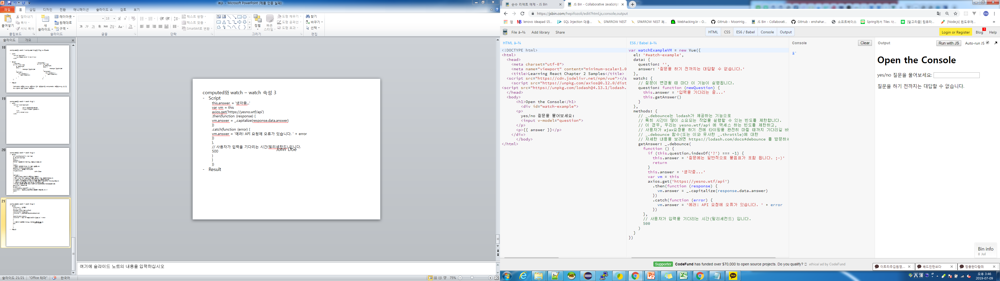 뷰js - Microsoft PowerPoint (제품 인증 실패)
파일 홈 삽입 디자인 전환 애니메이션 슬라이드 쇼 검토 보기
붙여넣기
잘라내기
복사
서식 복사
클립보드
새 슬라이드
레이아웃
원래대로
구역
슬라이드
18
글꼴
텍스트 방향
텍스트 맞춤
SmartArt로 변환
단락
정렬
빠른 스타일
도형 채우기
도형 윤곽선
도형 효과
그리기
찾기
바꾸기
선택
편집
슬라이드 개요
18
19
20
21
computed와 watch – watch 속성 3
- Script
this.answer = '생각중...'
var vm = this
axios.get('https://yesno.wtf/api')
.then(function (response) {
vm.answer = _.capitalize(response.data.answer)
})
.catch(function (error) {
vm.answer = '에러! API 요청에 오류가 있습니다. ' + error
})
},
// 사용자가 입력을 기다리는 시간(밀리세컨드) 입니다.
John Doe
500
)
}
})
- Result
여기에 슬라이드 노트의 내용을 입력하십시오
슬라이드 21/21 "Office 테마" 한국어 75%
순수 리액트 예제 - JS Bin
JS Bin - Collaborative JavaScript
https://jsbin.com/hepifozoli/edit?html,js,console,output
앱
lenovo ideapad S5...
SQL Injection 대응...
SPARROW NEST
SPARROW NEST 제...
Webhacking.kr - O...
GitHub - MoonHig...
JS Bin - Collaborati...
GitHub - enshahar...
소프트베이스
Spring에서 Tiles 사...
[알고리즘] 컴퓨터...
[Node.js] 윈도우에...
File â–¾ Add library Share
HTML CSS ES6 / Babel Console Output
Login or Register Blog 1 Help
HTML â–¾
<!DOCTYPE html>
<html>
<head>
<meta charset="utf-8">
<meta name="viewport" content="minimum-scale=1.0
<title>Learning React Chapter 2 Samples</title>
<script src="https://cdn.jsdelivr.net/npm/vue"></s
<script src="https://unpkg.com/axios@0.12.0/dist
<script src="https://unpkg.com/lodash@4.13.1/lodash.
</head>
<body>
<h1>Open the Console</h1>
<div id="watch-example">
<p>
yes/no 질문을 물어보세요:
<input v-model="question">
</p>
<p>{{ answer }}</p>
</div>
</body>
</html>
ES6 / Babel â–¾
var watchExampleVM = new Vue({
el: '#watch-example',
data: {
question: '',
answer: '질문을 하기 전까지는 대답할 수 없습니다.'
},
watch: {
// 질문이 변경될 때 마다 이 기능이 실행됩니다.
question: function (newQuestion) {
this.answer = '입력을 기다리는 중...'
this.getAnswer()
}
},
methods: {
// _.debounce는 lodash가 제공하는 기능으로
// 특히 시간이 많이 소요되는 작업을 실행할 수 있는 빈도를 제한합니다.
// 이 경우, 우리는 yesno.wtf/api 에 액세스 하는 빈도를 제한하고,
// 사용자가 ajax요청을 하기 전에 타이핑을 완전히 마칠 때까지 기다리길 바
// _.debounce 함수(또는 이와 유사한 _.throttle)에 대한
// 자세한 내용을 보려면 https://lodash.com/docs#debounce 를 방문하세
getAnswer: _.debounce(
function () {
if (this.question.indexOf('?') === -1) {
this.answer = '질문에는 일반적으로 물음표가 포함 됩니다. ;-)'
return
}
this.answer = '생각중...'
var vm = this
axios.get('https://yesno.wtf/api')
.then(function (response) {
vm.answer = _.capitalize(response.data.answer)
})
.catch(function (error) {
vm.answer = '에러! API 요청에 오류가 있습니다. ' + error
})
},
// 사용자가 입력을 기다리는 시간(밀리세컨드) 입니다.
500
)
}
})
Console Clear
Output Run with JS Auto-run JS
Open the Console
yes/no 질문을 물어보세요:
질문을 하기 전까지는 대답할 수 없습니다.
Bin info
8 Jul
Supporter CodeFund has funded over $70,000 to open source projects. Do you qualify? ethical ad by CodeFund
이트리주김원명,...
배드민턴쏘다
멍중한다람쥐
오후 3:46
2019-07-09